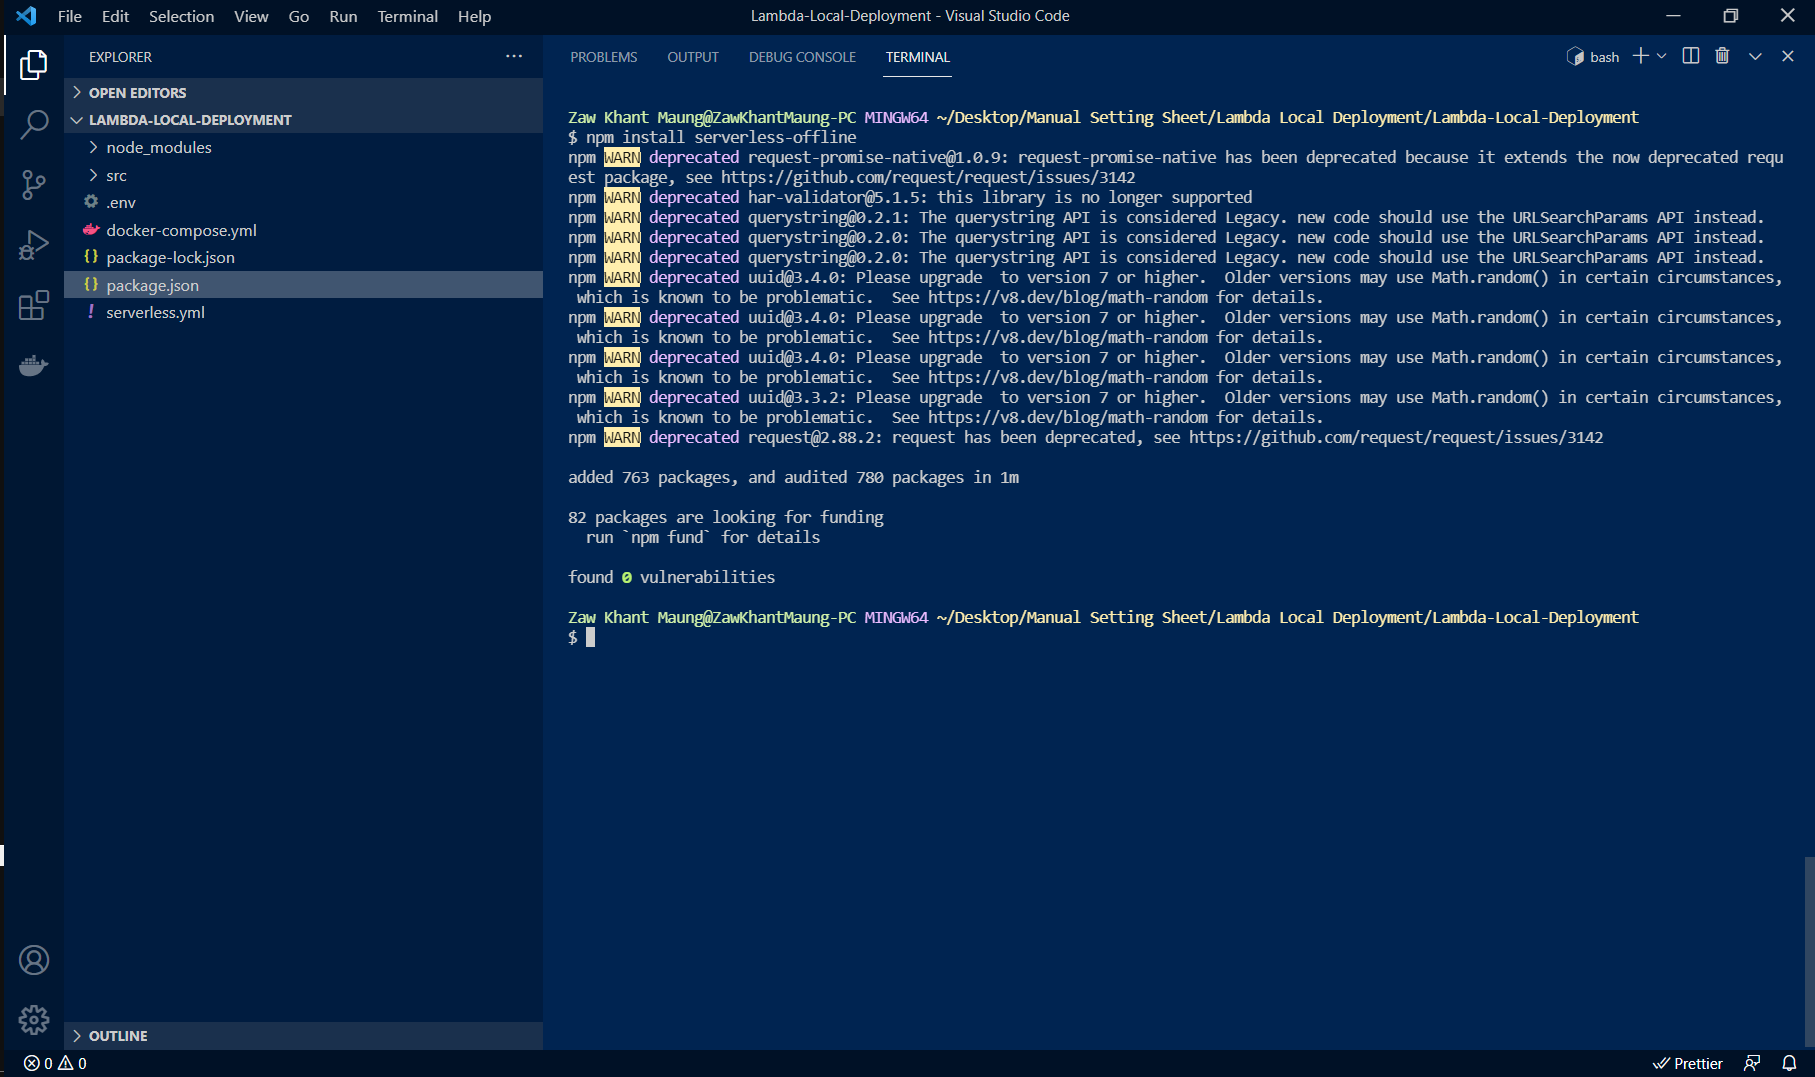 File Edit Selection View Go Run Terminal Help
Lambda-Local-Deployment - Visual Studio Code
EXPLORER
OPEN EDITORS
LAMBDA-LOCAL-DEPLOYMENT
node_modules
src
.env
docker-compose.yml
package-lock.json
package.json
serverless.yml
OUTLINE
PROBLEMS OUTPUT DEBUG CONSOLE TERMINAL
bash
Zaw Khant Maung@ZawKhantMaung-PC MINGW64 ~/Desktop/Manual Setting Sheet/Lambda Local Deployment/Lambda-Local-Deployment
$ npm install serverless-offline
npm WARN deprecated request-promise-native@1.0.9: request-promise-native has been deprecated because it extends the now deprecated requ
est package, see https://github.com/request/request/issues/3142
npm WARN deprecated har-validator@5.1.5: this library is no longer supported
npm WARN deprecated querystring@0.2.1: The querystring API is considered Legacy. new code should use the URLSearchParams API instead.
npm WARN deprecated querystring@0.2.0: The querystring API is considered Legacy. new code should use the URLSearchParams API instead.
npm WARN deprecated querystring@0.2.0: The querystring API is considered Legacy. new code should use the URLSearchParams API instead.
npm WARN deprecated uuid@3.4.0: Please upgrade  to version 7 or higher.  Older versions may use Math.random() in certain circumstances,
which is known to be problematic.  See https://v8.dev/blog/math-random for details.
npm WARN deprecated uuid@3.4.0: Please upgrade  to version 7 or higher.  Older versions may use Math.random() in certain circumstances,
which is known to be problematic.  See https://v8.dev/blog/math-random for details.
npm WARN deprecated uuid@3.4.0: Please upgrade  to version 7 or higher.  Older versions may use Math.random() in certain circumstances,
which is known to be problematic.  See https://v8.dev/blog/math-random for details.
npm WARN deprecated uuid@3.3.2: Please upgrade  to version 7 or higher.  Older versions may use Math.random() in certain circumstances,
which is known to be problematic.  See https://v8.dev/blog/math-random for details.
npm WARN deprecated request@2.88.2: request has been deprecated, see https://github.com/request/request/issues/3142
added 763 packages, and audited 780 packages in 1m
82 packages are looking for funding
run `npm fund` for details
found 0 vulnerabilities
Zaw Khant Maung@ZawKhantMaung-PC MINGW64 ~/Desktop/Manual Setting Sheet/Lambda Local Deployment/Lambda-Local-Deployment
$
0 0
Prettier